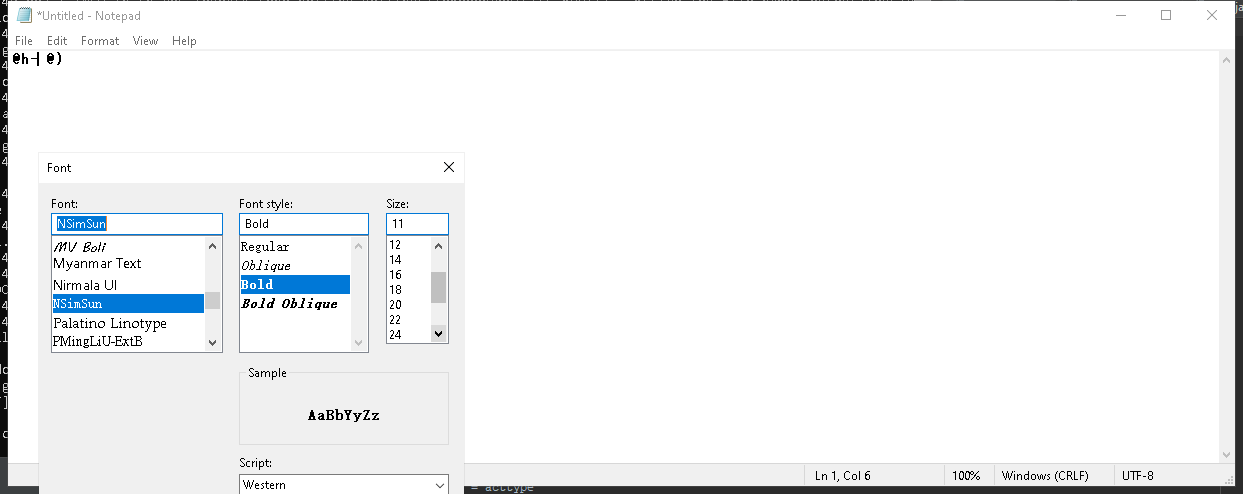 *Untitled - Notepad
File Edit Format View Help
@h-| @)
Font
Font: Font style: Size:
NSimSun Bold 11
MV Boli Regular 12
Myanmar Text Oblique 14
Nirmala UI Bold 16
NSimSun Bold Oblique 18
Palatino Linotype 20
PMingLiU-ExtB 22
24
Sample
AaBbYyZz
Script:
Western
Ln 1, Col 6 100% Windows (CRLF) UTF-8
= acctype